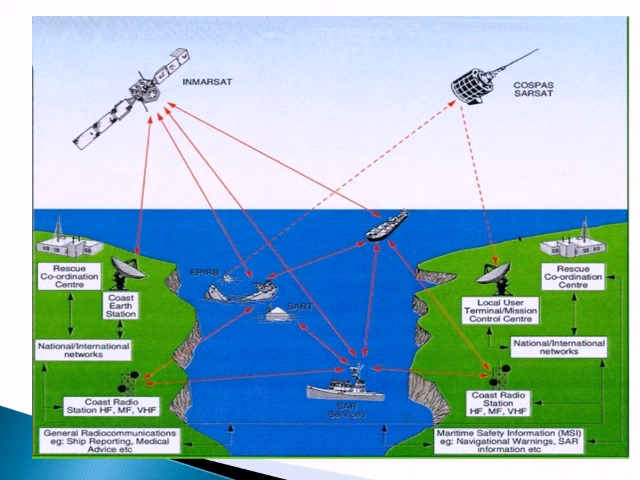 INMARSAT
COSPAS
SARSAT
EPIRB
SART
Rescue
Co-ordination
Centre
Coast
Earth
Station
National/International
networks
Coast Radio
Station HF, MF, VHF
General Radiocommunications
eg: Ship Reporting, Medical
Advice etc
SAR
Services
Rescue
Co-ordination
Centre
Local User
Terminal/Mission
Control Centre
National/International
networks
Coast Radio
Station
HF, MF, VHF
Maritime Safety Information (MSI)
eg: Navigational Warnings, SAR
information etc